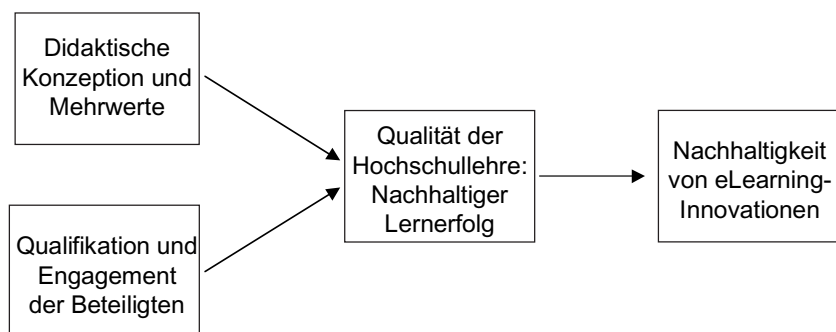 Didaktische
Konzeption und
Mehrwerte
Qualifikation und
Engagement
der Beteiligten
Qualität der
Hochschullehre:
Nachhaltiger
Lernerfolg
Nachhaltigkeit
von eLearning-
Innovationen